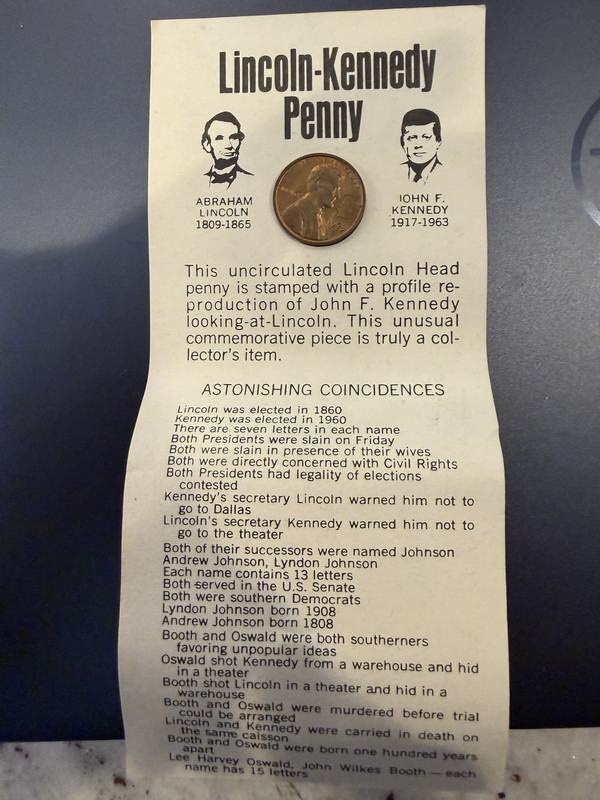 Lincoln-Kennedy
Penny
ABRAHAM
LINCOLN
1809-1865
JOHN F.
KENNEDY
1917-1963
This uncirculated Lincoln Head
penny is stamped with a profile re-
production of John F. Kennedy
looking-at-Lincoln. This unusual
commemorative piece is truly a col-
lector's item.
ASTONISHING COINCIDENCES
Lincoln was elected in 1860
Kennedy was elected in 1960
There are seven letters in each name
Both Presidents were slain on Friday
Both were slain in presence of their wives
Both were directly concerned with Civil Rights
Both Presidents had legality of elections
contested
Kennedy's secretary Lincoln warned him not to
go to Dallas
Lincoln's secretary Kennedy warned him not to
go to the theater
Both of their successors were named Johnson
Andrew Johnson, Lyndon Johnson
Each name contains 13 letters
Both served in the U.S. Senate
Both were southern Democrats
Lyndon Johnson born 1908
Andrew Johnson born 1808
Booth and Oswald were both southerners
favoring unpopular ideas
Oswald shot Kennedy from a warehouse and hid
in a theater
Booth shot Lincoln in a theater and hid in a
warehouse
Booth and Oswald were murdered before trial
could be arranged
Lincoln and Kennedy were carried in death on
the same caisson
Booth and Oswald were born one hundred years
apart
Lee Harvey Oswald, John Wilkes Booth — each
name has 15 letters